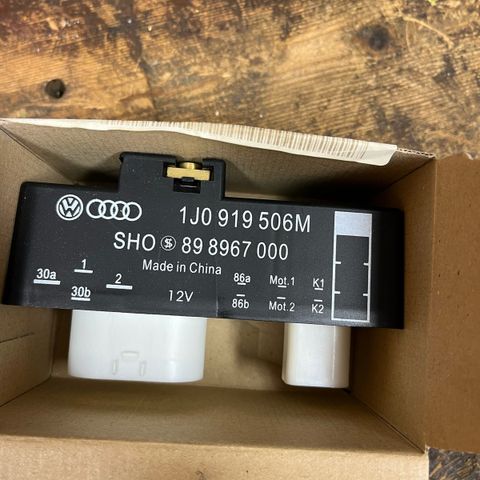 1J0 919 506M
SHO 89 8967 000
Made in China
30a 1 2
30b
12V
86a Mot.1 K1
86b Mot.2 K2